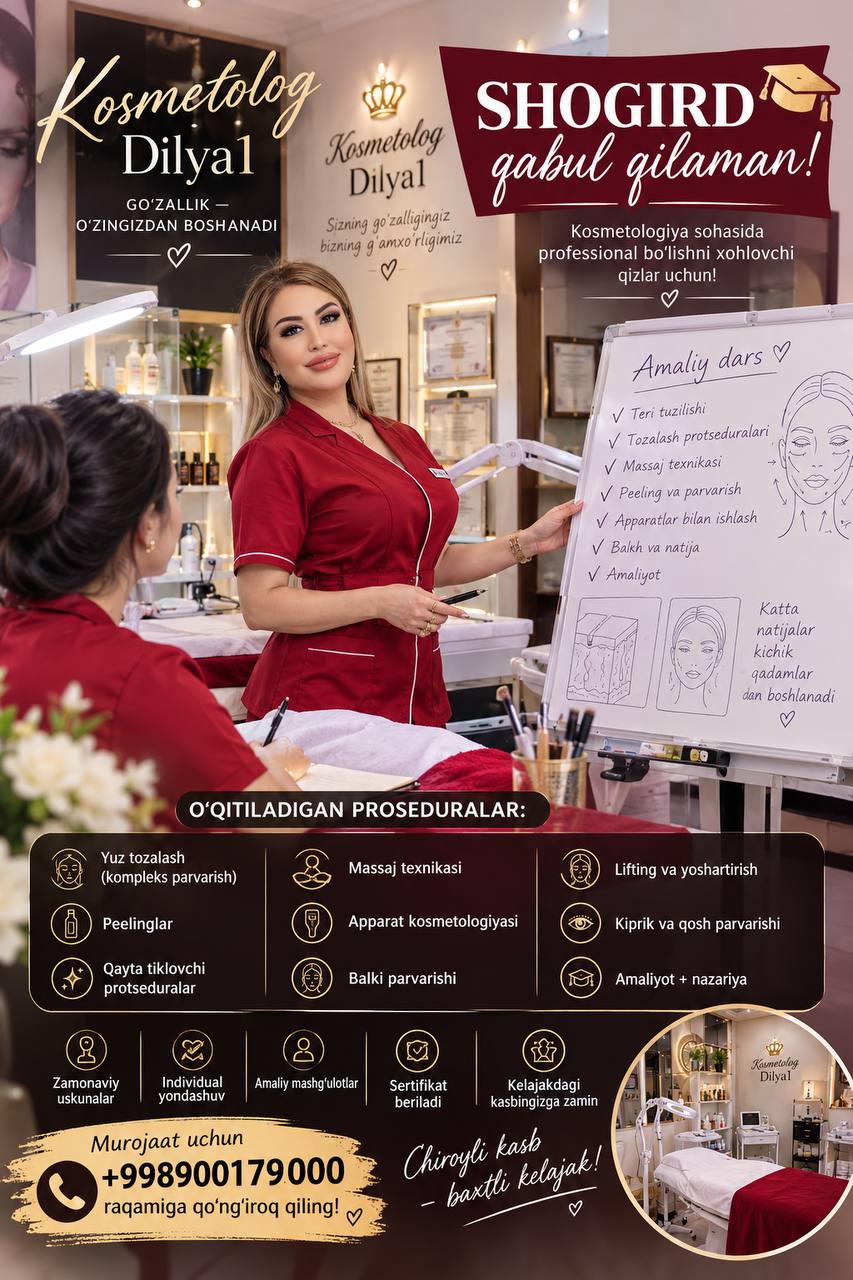 Kosmetolog
Dilya1
GO‘ZALLIK —
O‘ZINGIZDAN BOSHANADI
Kosmetolog
Dilya1
Sizning go‘zalligingiz
bizning g‘amxo‘rligimiz
SHOGIRD
qabul qilaman!
Kosmetologiya sohasida
professional bo‘lishni xohlovchi
qizlar uchun!
Amaliy dars
✓ Teri tuzilishi
✓ Tozalash protseduralari
✓ Massaj texnikasi
✓ Peeling va parvarish
✓ Apparatlar bilan ishlash
✓ Balkh va natija
✓ Amaliyot
Katta
natijalar
kichik
qadamlar
dan boshlanadi
O‘QITILADIGAN PROSEDURALAR:
Yuz tozalash
(kompleks parvarish)
Peelinglar
Qayta tiklovchi
protseduralar
Massaj texnikasi
Apparat kosmetologiyasi
Balki parvarishi
Lifting va yoshartirish
Kiprik va qosh parvarishi
Amaliyot + nazariya
Zamonaviy
uskunalar
Individual
yondashuv
Amaliy mashg‘ulotlar
Sertifikat
beriladi
Kelajakdagi
kasbingizga zamin
Murojaat uchun
+998900179000
raqamiga qo‘ng‘iroq qiling!
Chiroyli kasb
– baxtli kelajak!
Kosmetolog
Dilya1